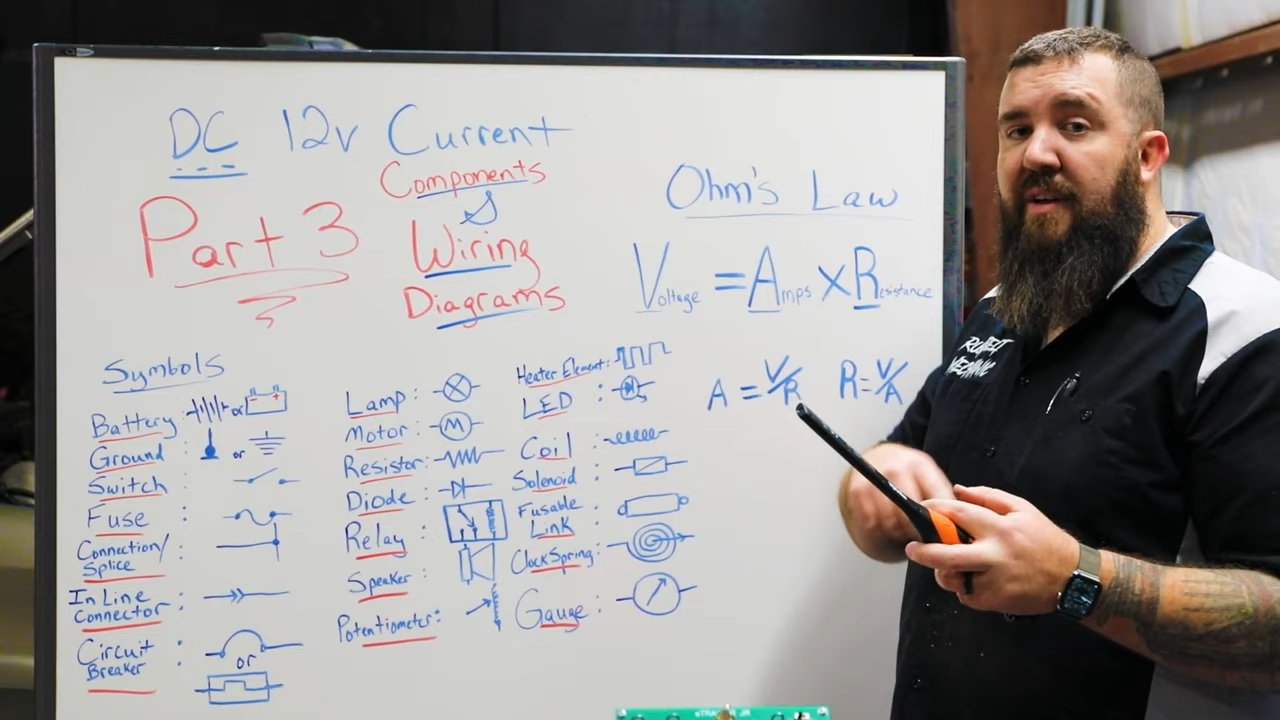 DC 12v Current
Part 3
Components
&
Wiring
Diagrams
Ohm's Law
Voltage = Amps x Resistance
A = V/R
R = V/A
Symbols
Battery: or
Ground: or
Switch:
Fuse:
Connection/
Splice:
In Line
Connector:
Circuit
Breaker: or
Lamp:
Motor: M
Resistor:
Diode:
Relay:
Speaker:
Potentiometer:
Heater Element:
LED:
Coil:
Solenoid:
Fusable
Link:
ClockSpring:
Gauge: